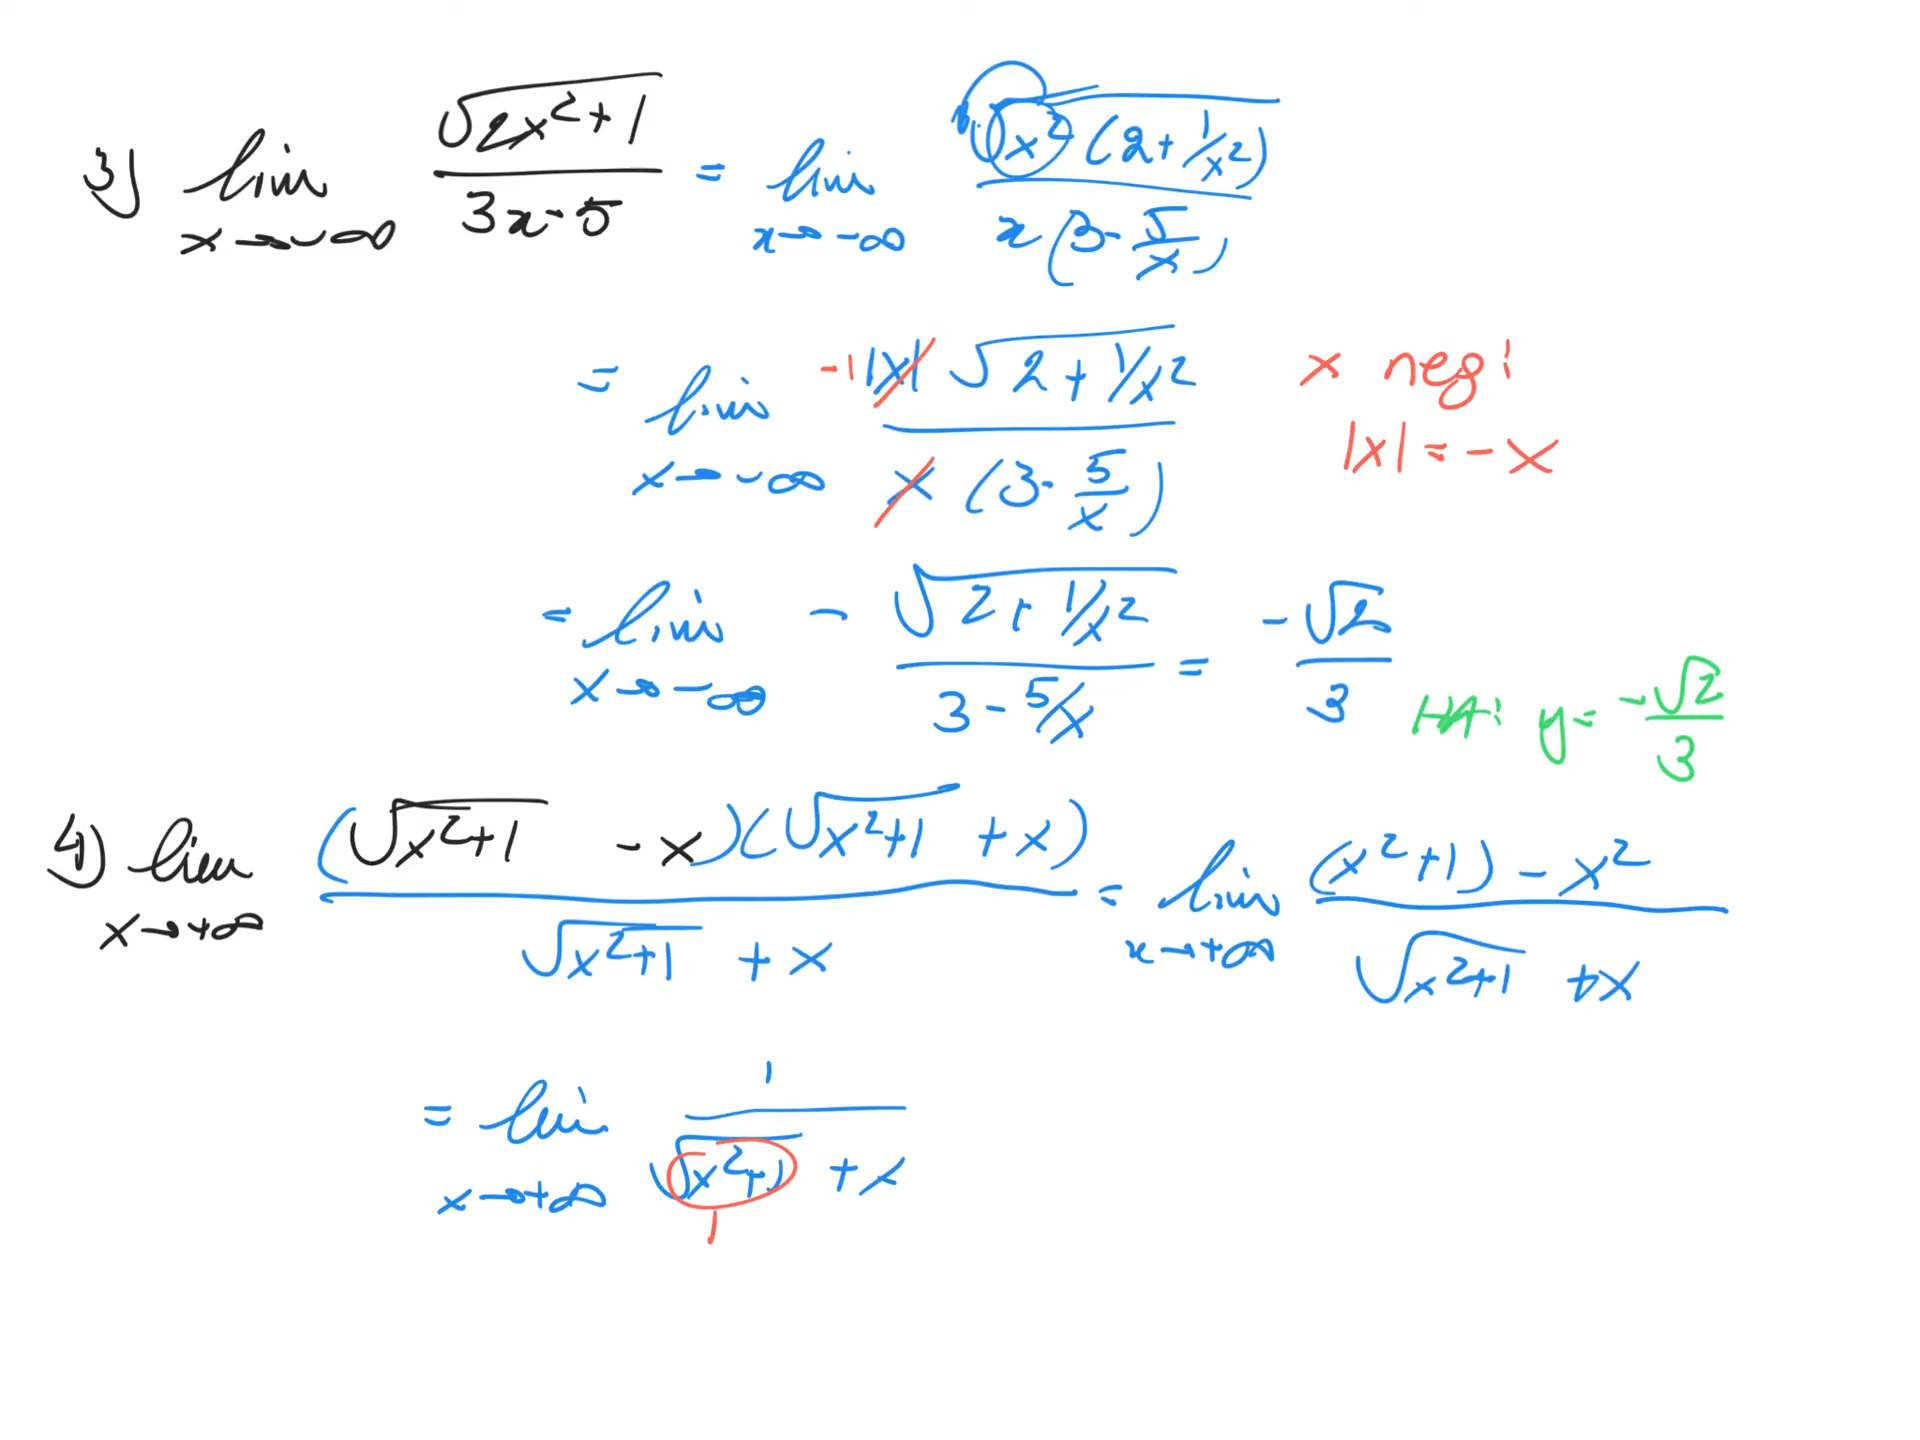 3) lim x→-∞ √(2x²+1) / (3x-5) = lim x→-∞ √(x²(2+1/x²)) / x(3-5/x)
= lim x→-∞ -1 |x| √(2+1/x²) / x(3-5/x)   x neg!
|x| = -x
= lim x→-∞ - √(2+1/x²) / (3-5/x) = -√2 / 3   HA: y = -√2 / 3
4) lim x→+∞ (√(x²+1) - x)(√(x²+1) + x) / (√(x²+1) + x) = lim x→+∞ ((x²+1) - x²) / (√(x²+1) + x)
= lim x→+∞ 1 / (√(x²+1) + x)